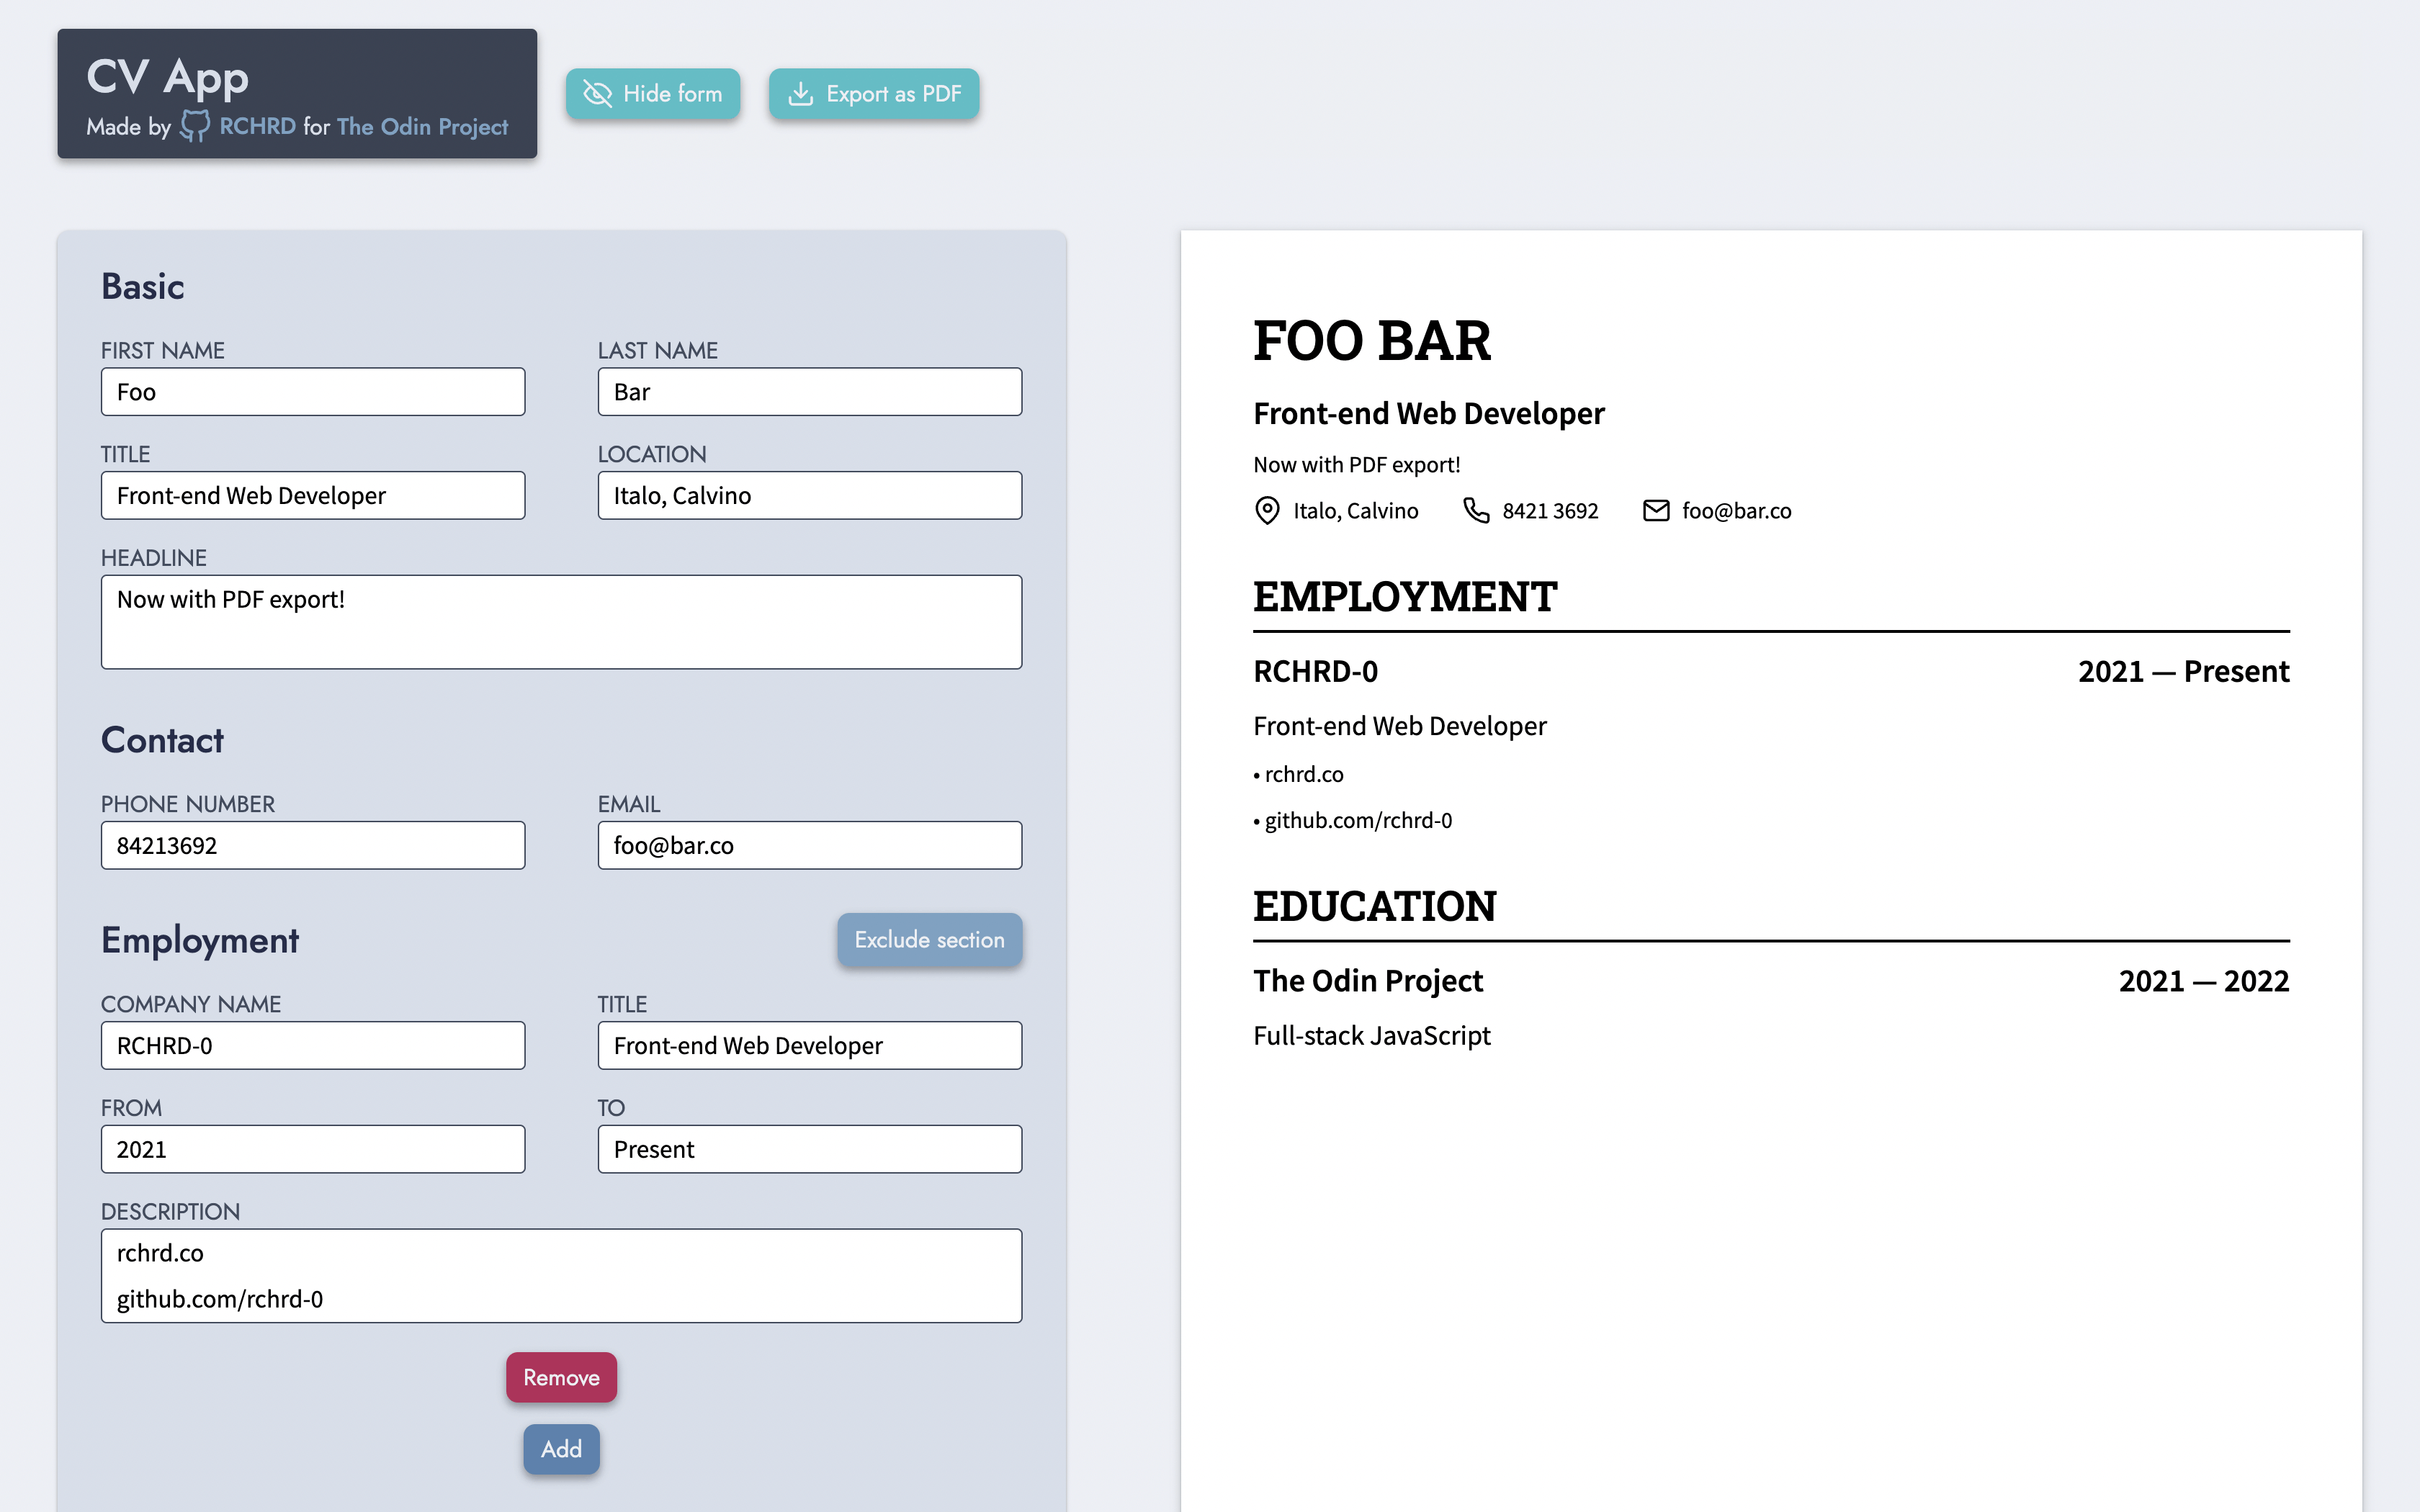 CV App
Made by RCHRD for The Odin Project
Hide form
Export as PDF
Basic
FIRST NAME
Foo
LAST NAME
Bar
TITLE
Front-end Web Developer
LOCATION
Italo, Calvino
HEADLINE
Now with PDF export!
Contact
PHONE NUMBER
84213692
EMAIL
foo@bar.co
Employment
Exclude section
COMPANY NAME
RCHRD-0
TITLE
Front-end Web Developer
FROM
2021
TO
Present
DESCRIPTION
rchrd.co
github.com/rchrd-0
Remove
Add
FOO BAR
Front-end Web Developer
Now with PDF export!
Italo, Calvino 8421 3692 foo@bar.co
EMPLOYMENT
RCHRD-0 2021 — Present
Front-end Web Developer
• rchrd.co
• github.com/rchrd-0
EDUCATION
The Odin Project 2021 — 2022
Full-stack JavaScript